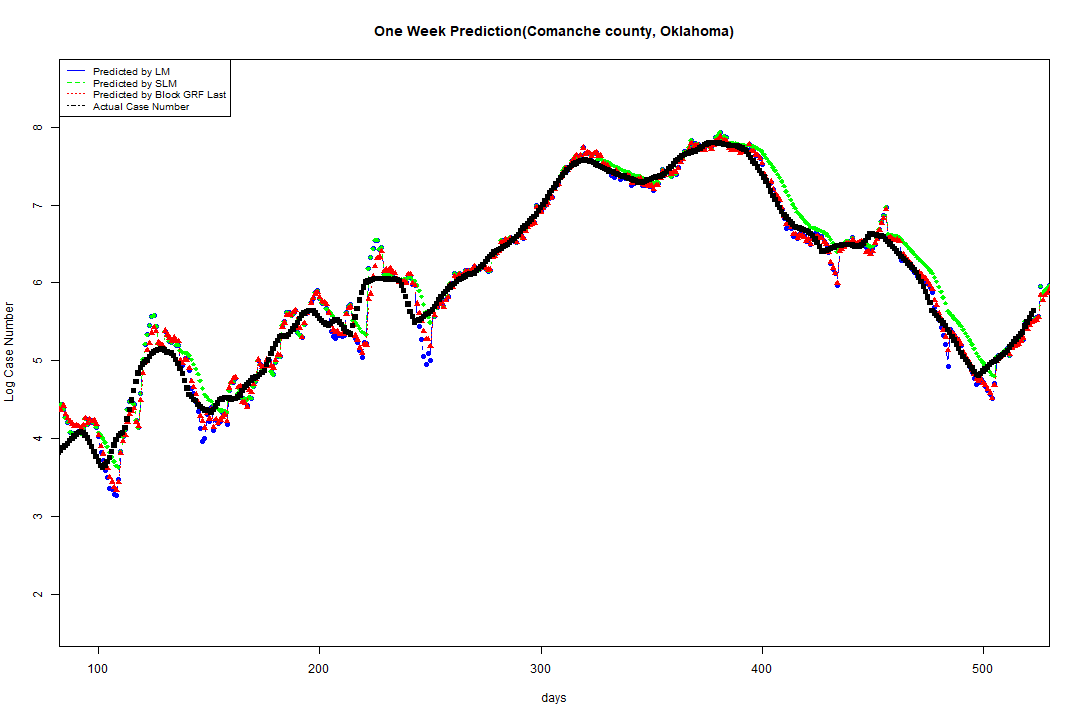 One Week Prediction(Comanche county, Oklahoma)
Predicted by LM
Predicted by SLM
Predicted by Block GRF Last
Actual Case Number
8
7
6
5
4
3
2
Log Case Number
100 200 300 400 500
days